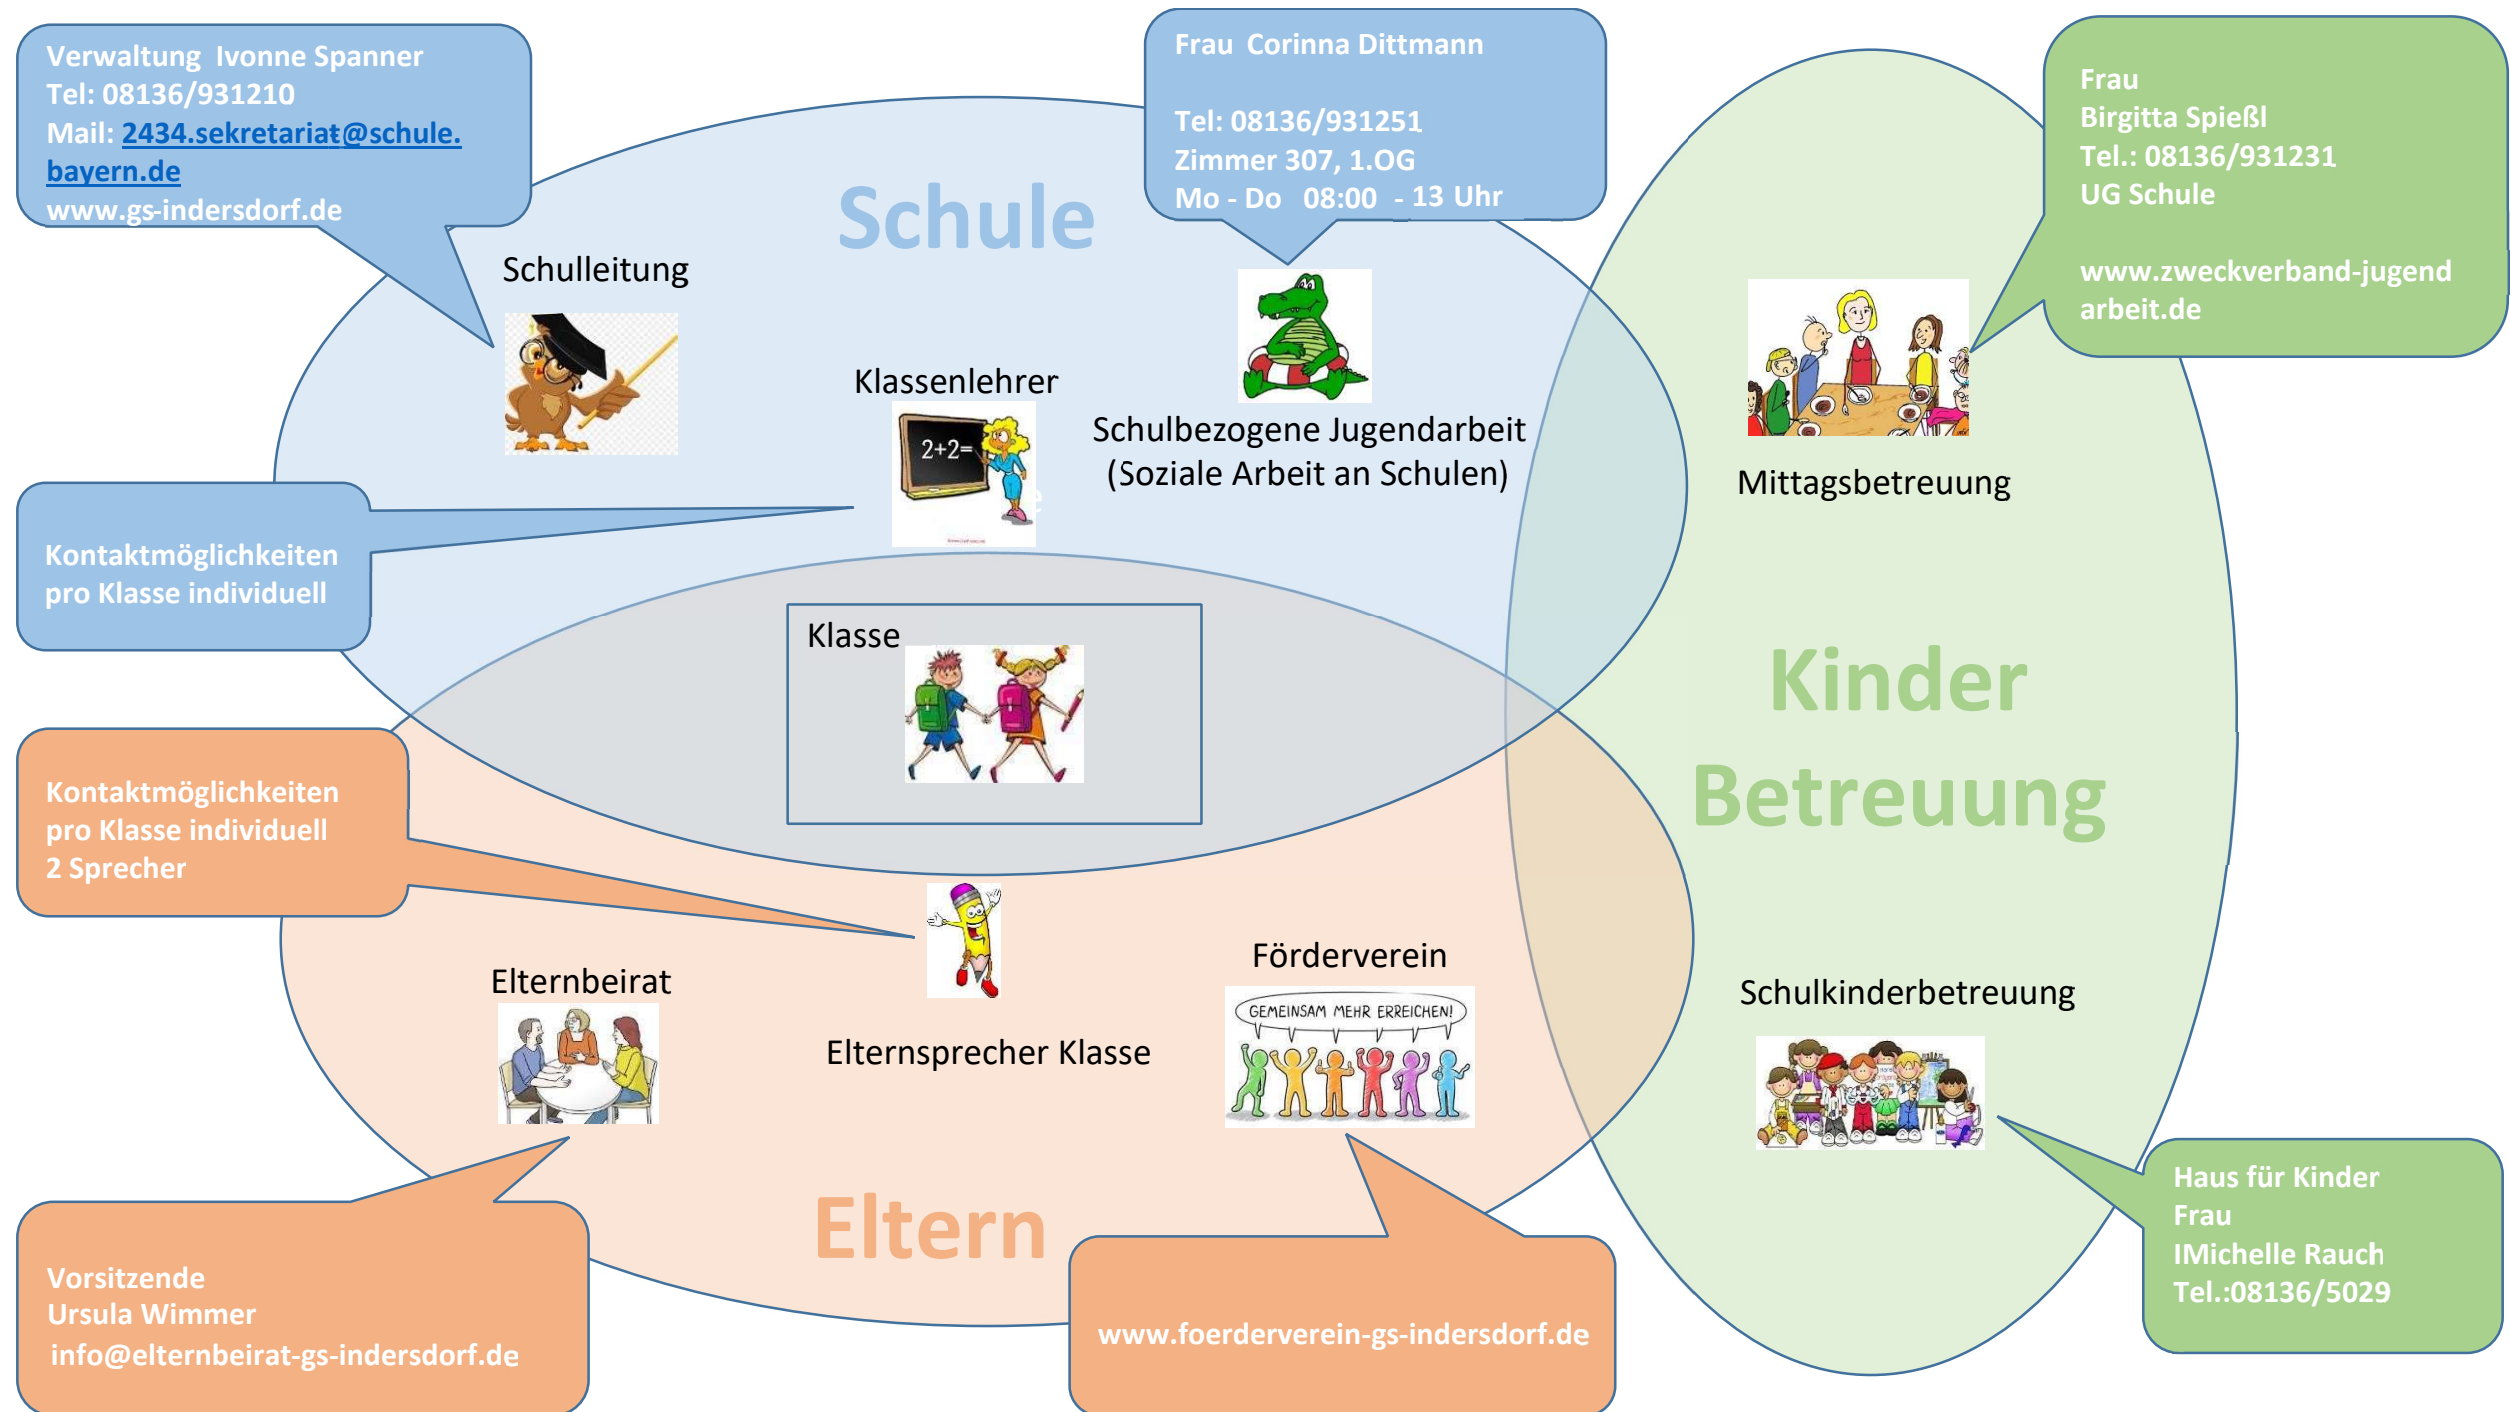 Verwaltung Ivonne Spanner
Tel: 08136/931210
Mail: 2434.sekretariat@schule.
bayern.de
www.gs-indersdorf.de
Frau Corinna Dittmann
Tel: 08136/931251
Zimmer 307, 1.OG
Mo - Do 08:00 - 13 Uhr
Frau
Birgitta Spießl
Tel.: 08136/931231
UG Schule
www.zweckverband-jugend
arbeit.de
Schule
Schulleitung
Klassenlehrer
2+2=
e
Schulbezogene Jugendarbeit
(Soziale Arbeit an Schulen)
Mittagsbetreuung
Kontaktmöglichkeiten
pro Klasse individuell
Klasse
Kinder
Betreuung
Kontaktmöglichkeiten
pro Klasse individuell
2 Sprecher
Elternbeirat
Elternsprecher Klasse
Förderverein
GEMEINSAM MEHR ERREICHEN!
Schulkinderbetreuung
Eltern
Vorsitzende
Ursula Wimmer
info@elternbeirat-gs-indersdorf.de
www.foerderverein-gs-indersdorf.de
Haus für Kinder
Frau
IMichelle Rauch
Tel.:08136/5029